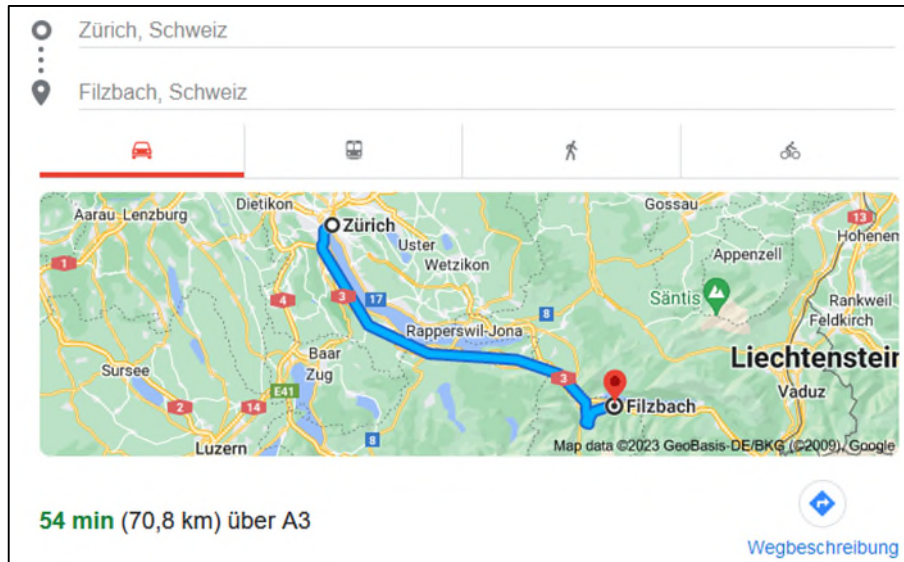 Zürich, Schweiz
Filzbach, Schweiz
Aarau
Lenzburg
Dietikon
Zürich
Uster
Wetzikon
Gossau
13
Hohenem
Appenzell
Säntis
Rankweil
Feldkirch
1
4
3
17
8
Rapperswil-Jona
Baar
Zug
Sursee
E41
2
14
Luzern
8
3
Filzbach
Liechtenstein
Vaduz
Map data ©2023 GeoBasis-DE/BKG (©2009), Google
54 min (70,8 km) über A3
Wegbeschreibung